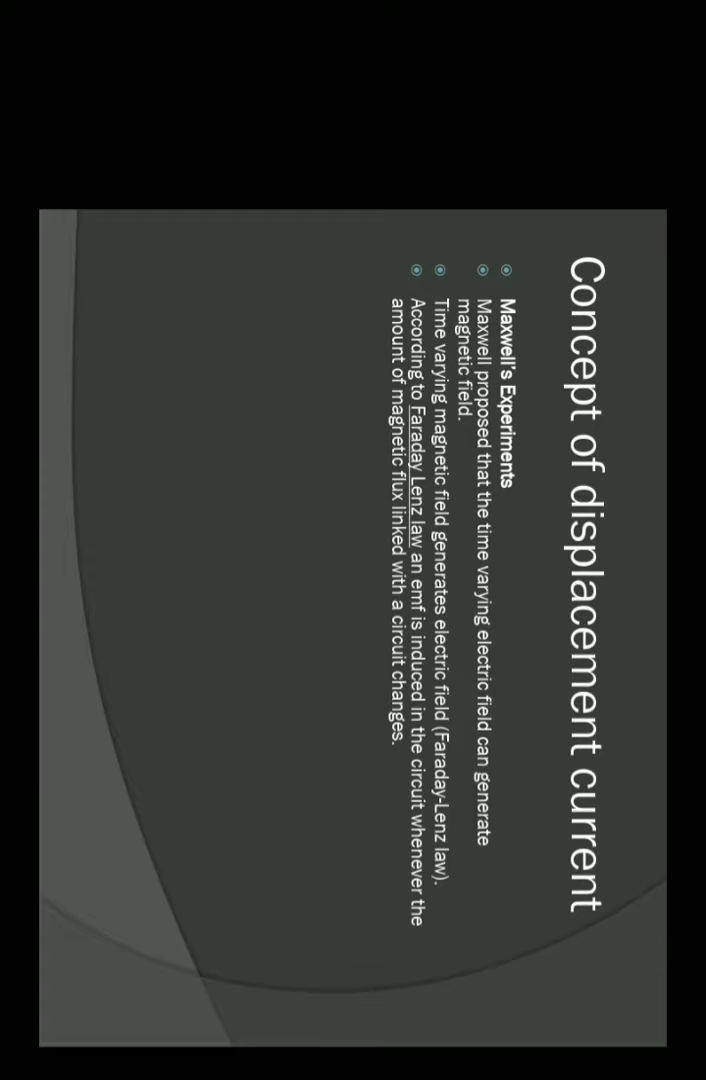 Concept of displacement current
Maxwell's Experiments
Maxwell proposed that the time varying electric field can generate
magnetic field.
Time varying magnetic field generates electric field (Faraday-Lenz law).
According to Faraday Lenz law an emf is induced in the circuit whenever the
amount of magnetic flux linked with a circuit changes.